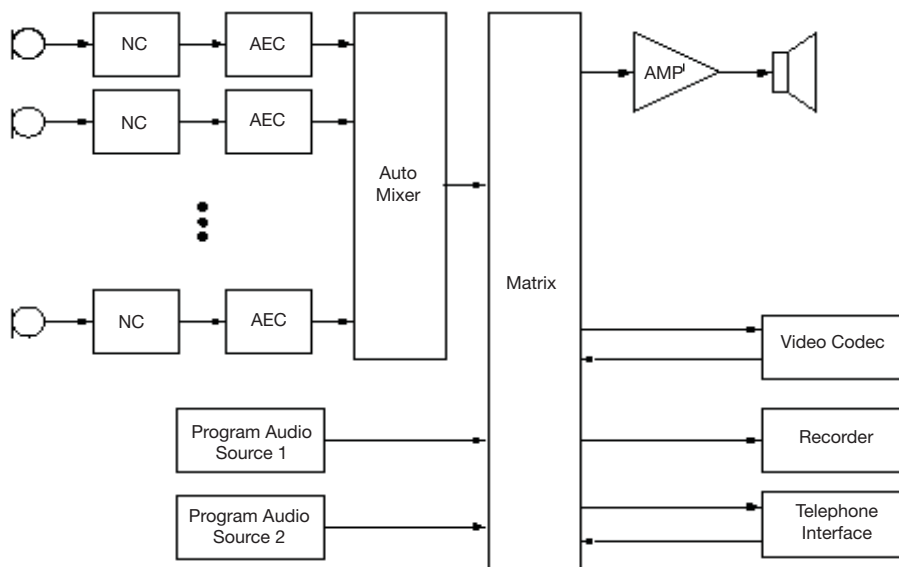 NC
AEC
AMP
NC
AEC
Auto
Mixer
Matrix
NC
AEC
Video Codec
Program Audio
Source 1
Recorder
Program Audio
Source 2
Telephone
Interface